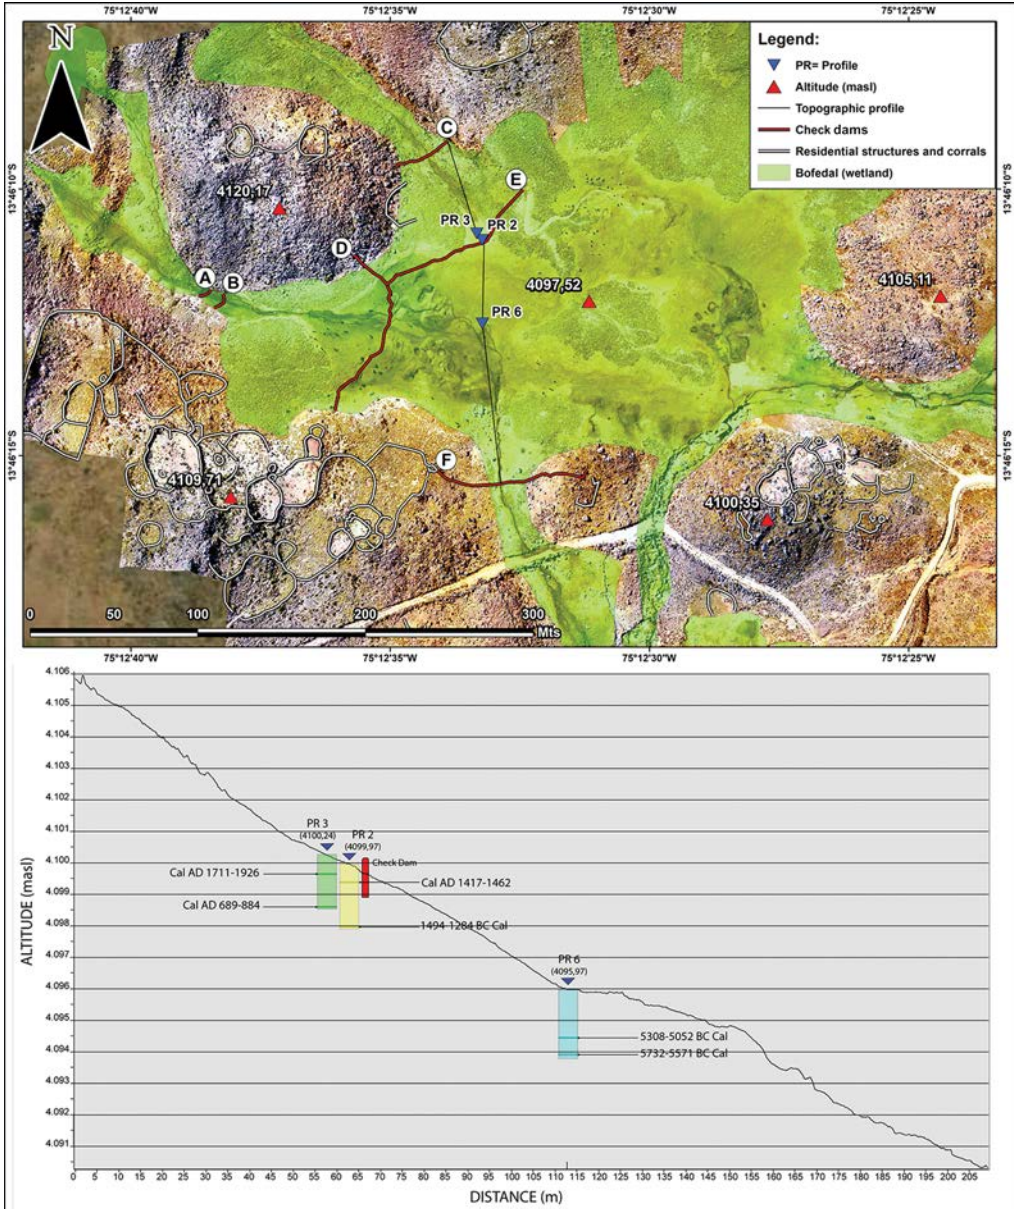 75°12'40"W 75°12'35"W 75°12'30"W 75°12'25"W
N
Legend:
PR= Profile
Altitude (masl)
Topographic profile
Check dams
Residential structures and corrals
Bofedal (wetland)
13°46'10"S 13°46'10"S
C
E
4120,17
PR 3
PR 2
D
A
B
4097,52
4105,11
PR 6
13°46'15"S 13°46'15"S
F
4109,71
4100,35
0 50 100 200 300
Mts
75°12'40"W 75°12'35"W 75°12'30"W 75°12'25"W
4.106
4.105
4.104
4.103
4.102
4.101
4.100
4.099
4.098
4.097
4.096
4.095
4.094
4.093
4.092
4.091
ALTITUDE (masl)
PR 3
(4100,24)
PR 2
(4099,97)
Check Dam
Cal AD 1711-1926
Cal AD 1417-1462
Cal AD 689-884
1494-1284 BC Cal
PR 6
(4095,97)
5308-5052 BC Cal
5732-5571 BC Cal
0 5 10 15 20 25 30 35 40 45 50 55 60 65 70 75 80 85 90 95 100 105 110 115 120 125 130 135 140 145 150 155 160 165 170 175 180 185 190 195 200 205
DISTANCE (m)